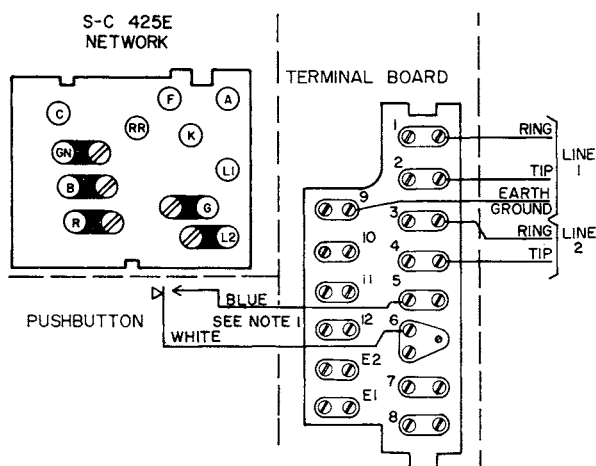 S-C 425E
NETWORK
TERMINAL BOARD
C
F
A
RR
K
GN
L1
B
G
R
L2
1
RING
LINE
1
2
TIP
9
EARTH
GROUND
3
RING
LINE
2
10
4
TIP
11
5
BLUE
PUSHBUTTON
SEE NOTE 1
12
6
WHITE
E2
7
E1
8